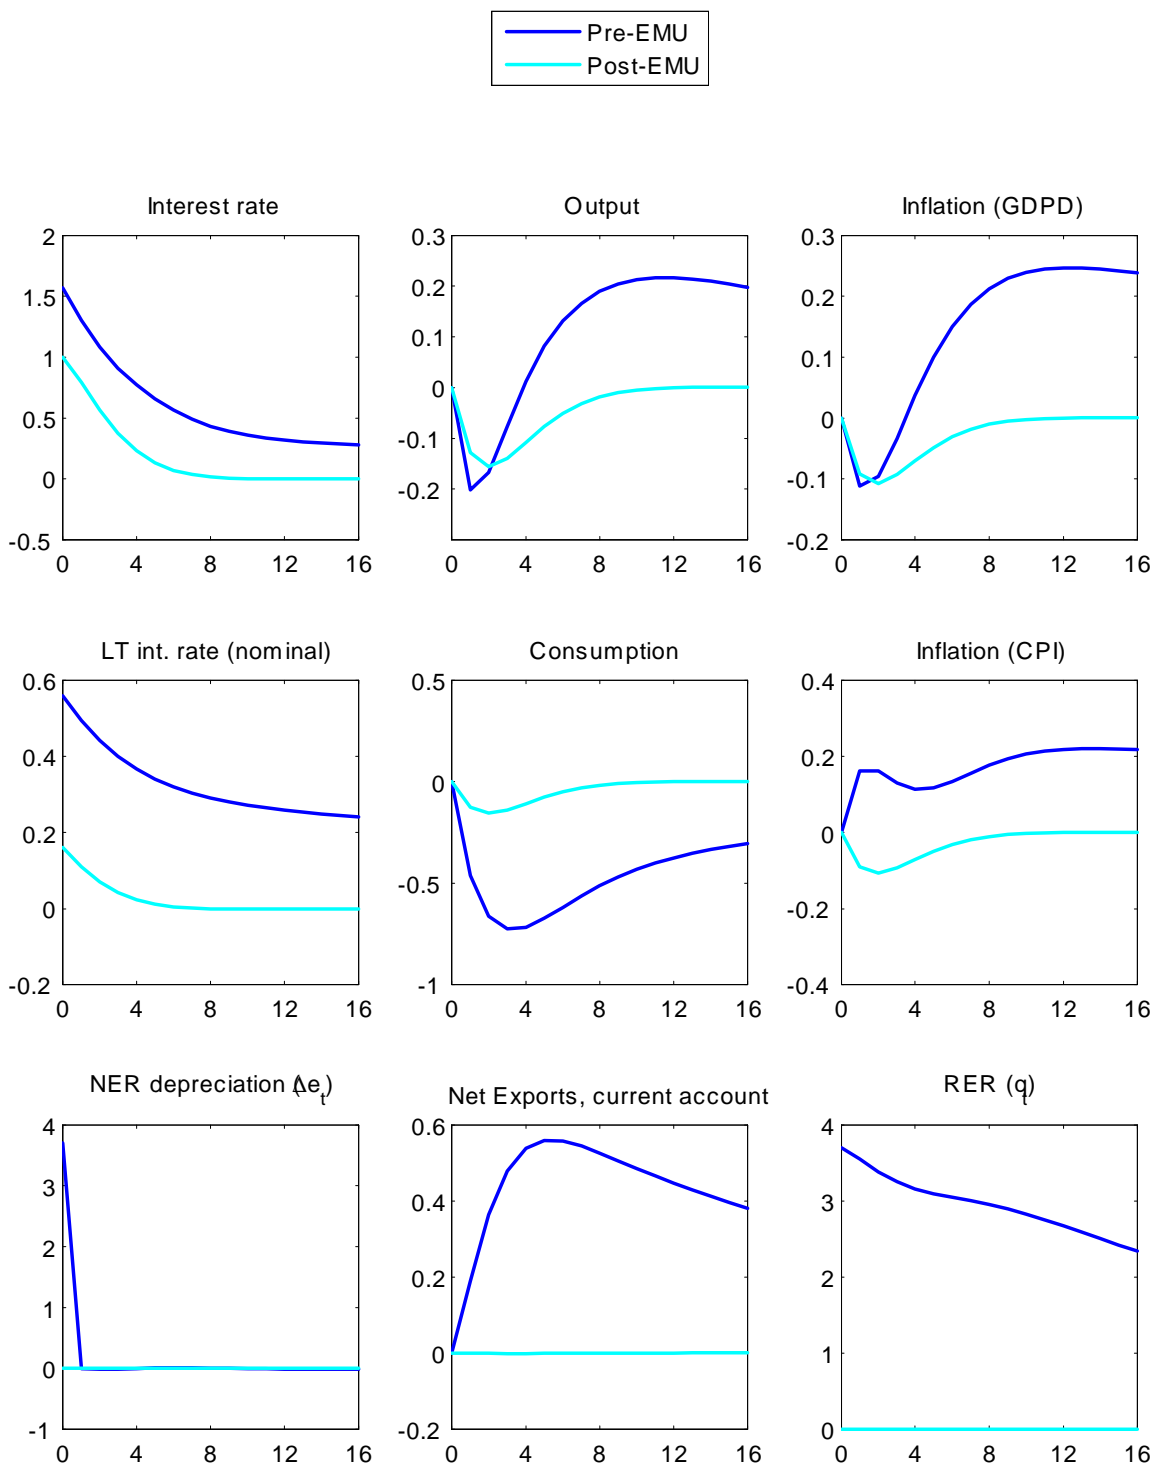 Pre-EMU
Post-EMU
Interest rate
2
1.5
1
0.5
0
-0.5
0 4 8 12 16
Output
0.3
0.2
0.1
0
-0.1
-0.2
0 4 8 12 16
Inflation (GDPD)
0.3
0.2
0.1
0
-0.1
-0.2
0 4 8 12 16
LT int. rate (nominal)
0.6
0.4
0.2
0
-0.2
0 4 8 12 16
Consumption
0.5
0
-0.5
-1
0 4 8 12 16
Inflation (CPI)
0.4
0.2
0
-0.2
-0.4
0 4 8 12 16
NER depreciation (Δe_t)
4
3
2
1
0
-1
0 4 8 12 16
Net Exports, current account
0.6
0.4
0.2
0
-0.2
0 4 8 12 16
RER (q_t)
4
3
2
1
0
0 4 8 12 16